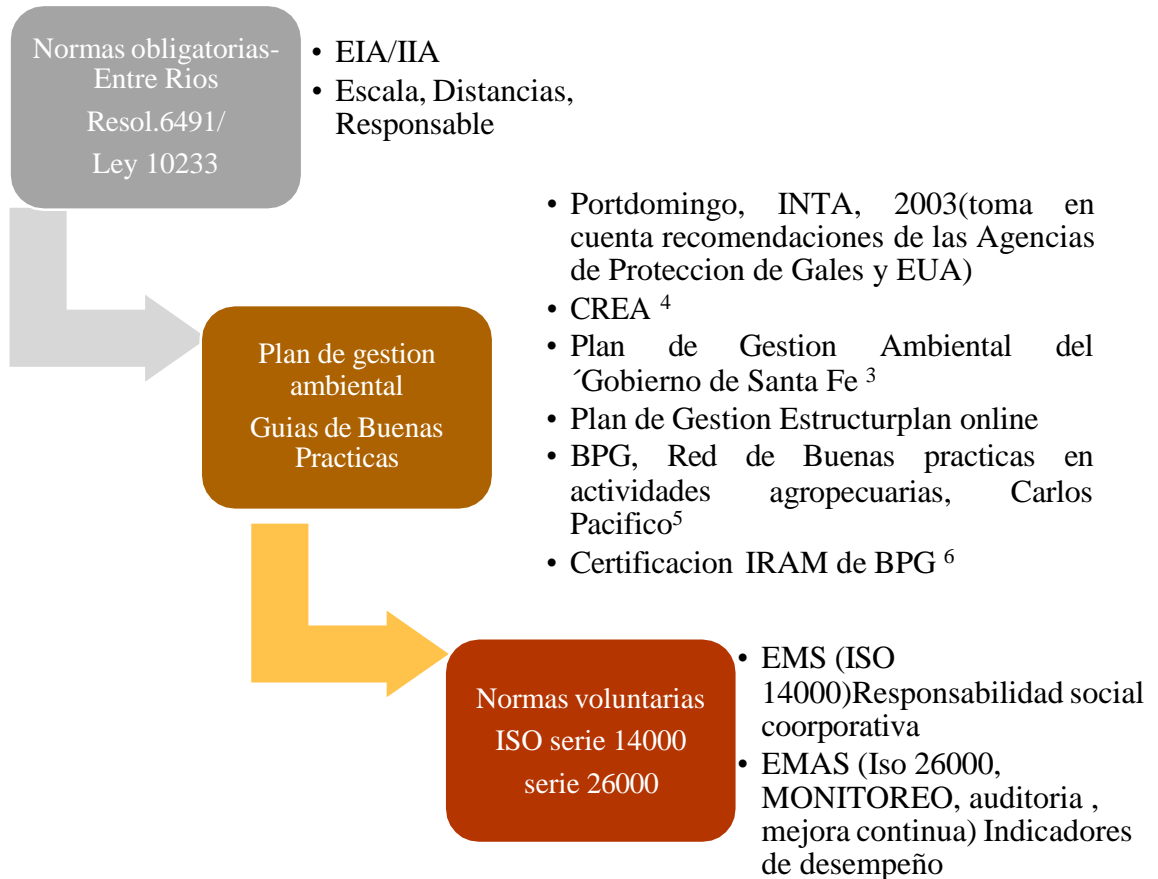 Normas obligatorias-
Entre Rios
Resol.6491/
Ley 10233
• EIA/IIA
• Escala, Distancias,
Responsable
• Portdomingo, INTA, 2003(toma en
cuenta recomendaciones de las Agencias
de Proteccion de Gales y EUA)
• CREA ⁴
• Plan de Gestion Ambiental del
´Gobierno de Santa Fe ³
• Plan de Gestion Estructurplan online
• BPG, Red de Buenas practicas en
actividades agropecuarias, Carlos
Pacifico⁵
• Certificacion IRAM de BPG ⁶
Plan de gestion
ambiental
Guias de Buenas
Practicas
Normas voluntarias
ISO serie 14000
serie 26000
• EMS (ISO
14000)Responsabilidad social
coorporativa
• EMAS (Iso 26000,
MONITOREO, auditoria ,
mejora continua) Indicadores
de desempeño